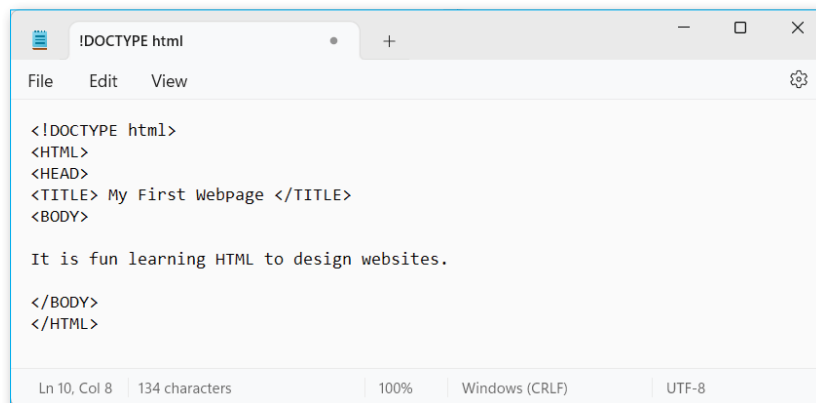 !DOCTYPE html
File Edit View
<!DOCTYPE html>
<HTML>
<HEAD>
<TITLE> My First Webpage </TITLE>
<BODY>
It is fun learning HTML to design websites.
</BODY>
</HTML>
Ln 10, Col 8 134 characters 100% Windows (CRLF) UTF-8